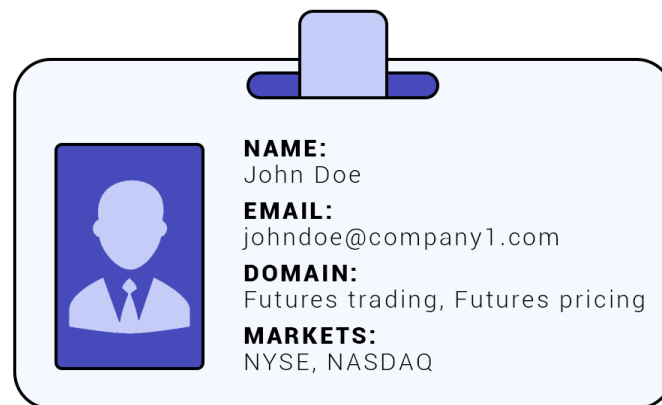 NAME:
John Doe
EMAIL:
johndoe@company1.com
DOMAIN:
Futures trading, Futures pricing
MARKETS:
NYSE, NASDAQ